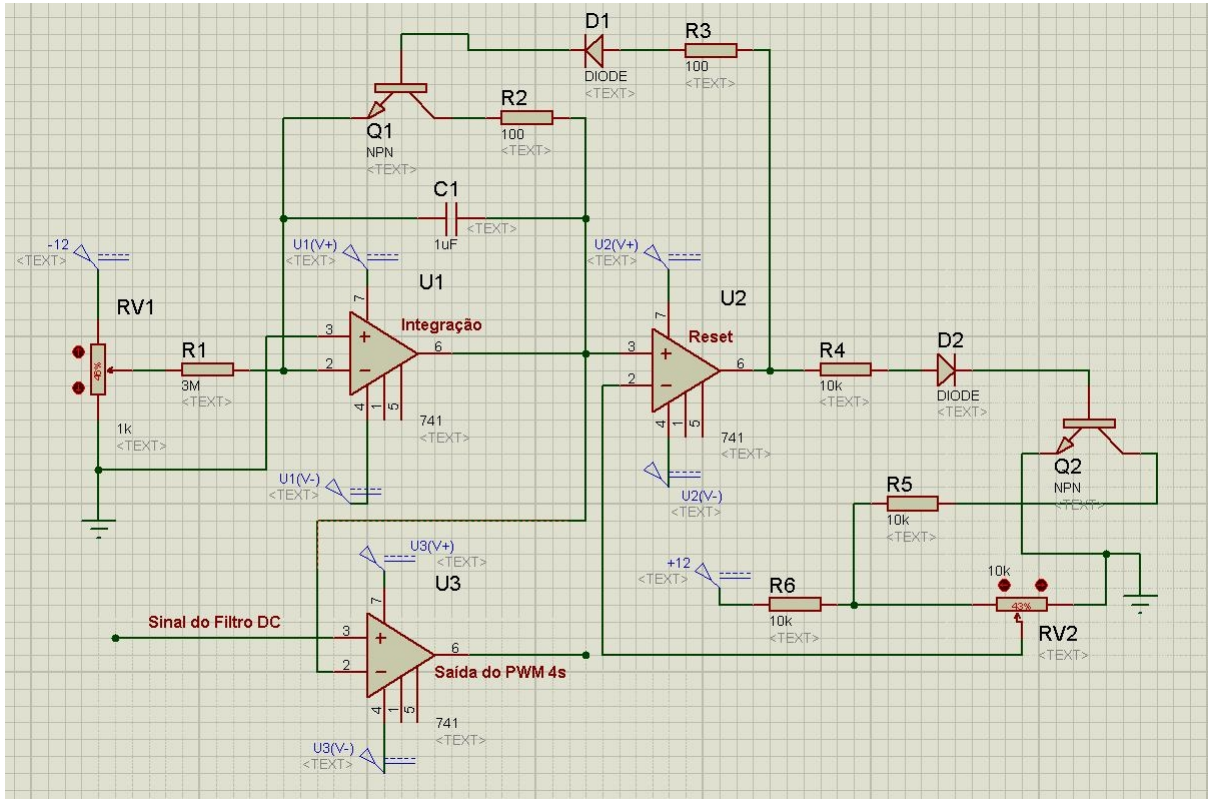 D1
DIODE
<TEXT>
R3
100
<TEXT>
Q1
NPN
<TEXT>
R2
100
<TEXT>
C1
1uF
<TEXT>
-12
<TEXT>
RV1
46%
1k
<TEXT>
R1
3M
<TEXT>
U1(V+)
<TEXT>
U1
Integração
3
2
6
7
4
1
5
741
<TEXT>
U1(V-)
<TEXT>
U2(V+)
<TEXT>
U2
Reset
3
2
6
7
4
1
5
741
<TEXT>
U2(V-)
<TEXT>
R4
10k
<TEXT>
D2
DIODE
<TEXT>
Q2
NPN
<TEXT>
R5
10k
<TEXT>
+12
<TEXT>
R6
10k
<TEXT>
10k
43%
RV2
<TEXT>
U3(V+)
<TEXT>
U3
Sinal do Filtro DC
3
2
6
7
4
1
5
Saída do PWM 4s
741
<TEXT>
U3(V-)
<TEXT>